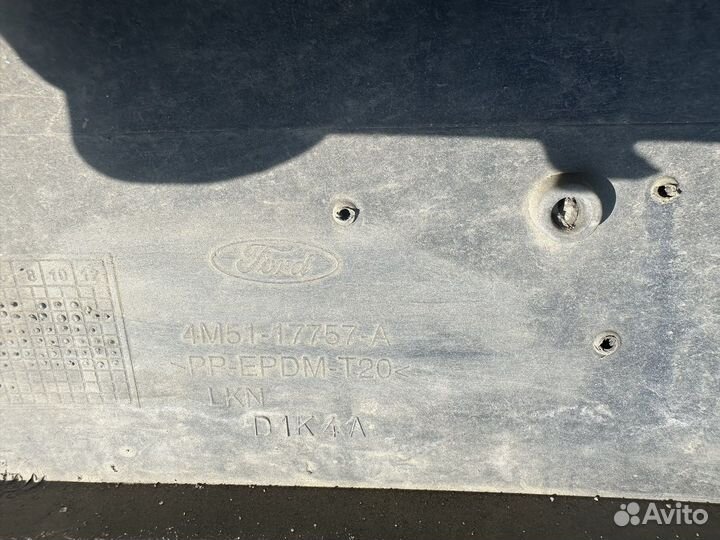 Ford
8 10 12
4M51-17757-A
>PP-EPDM-T20<
LKN
D1K4A
Avito